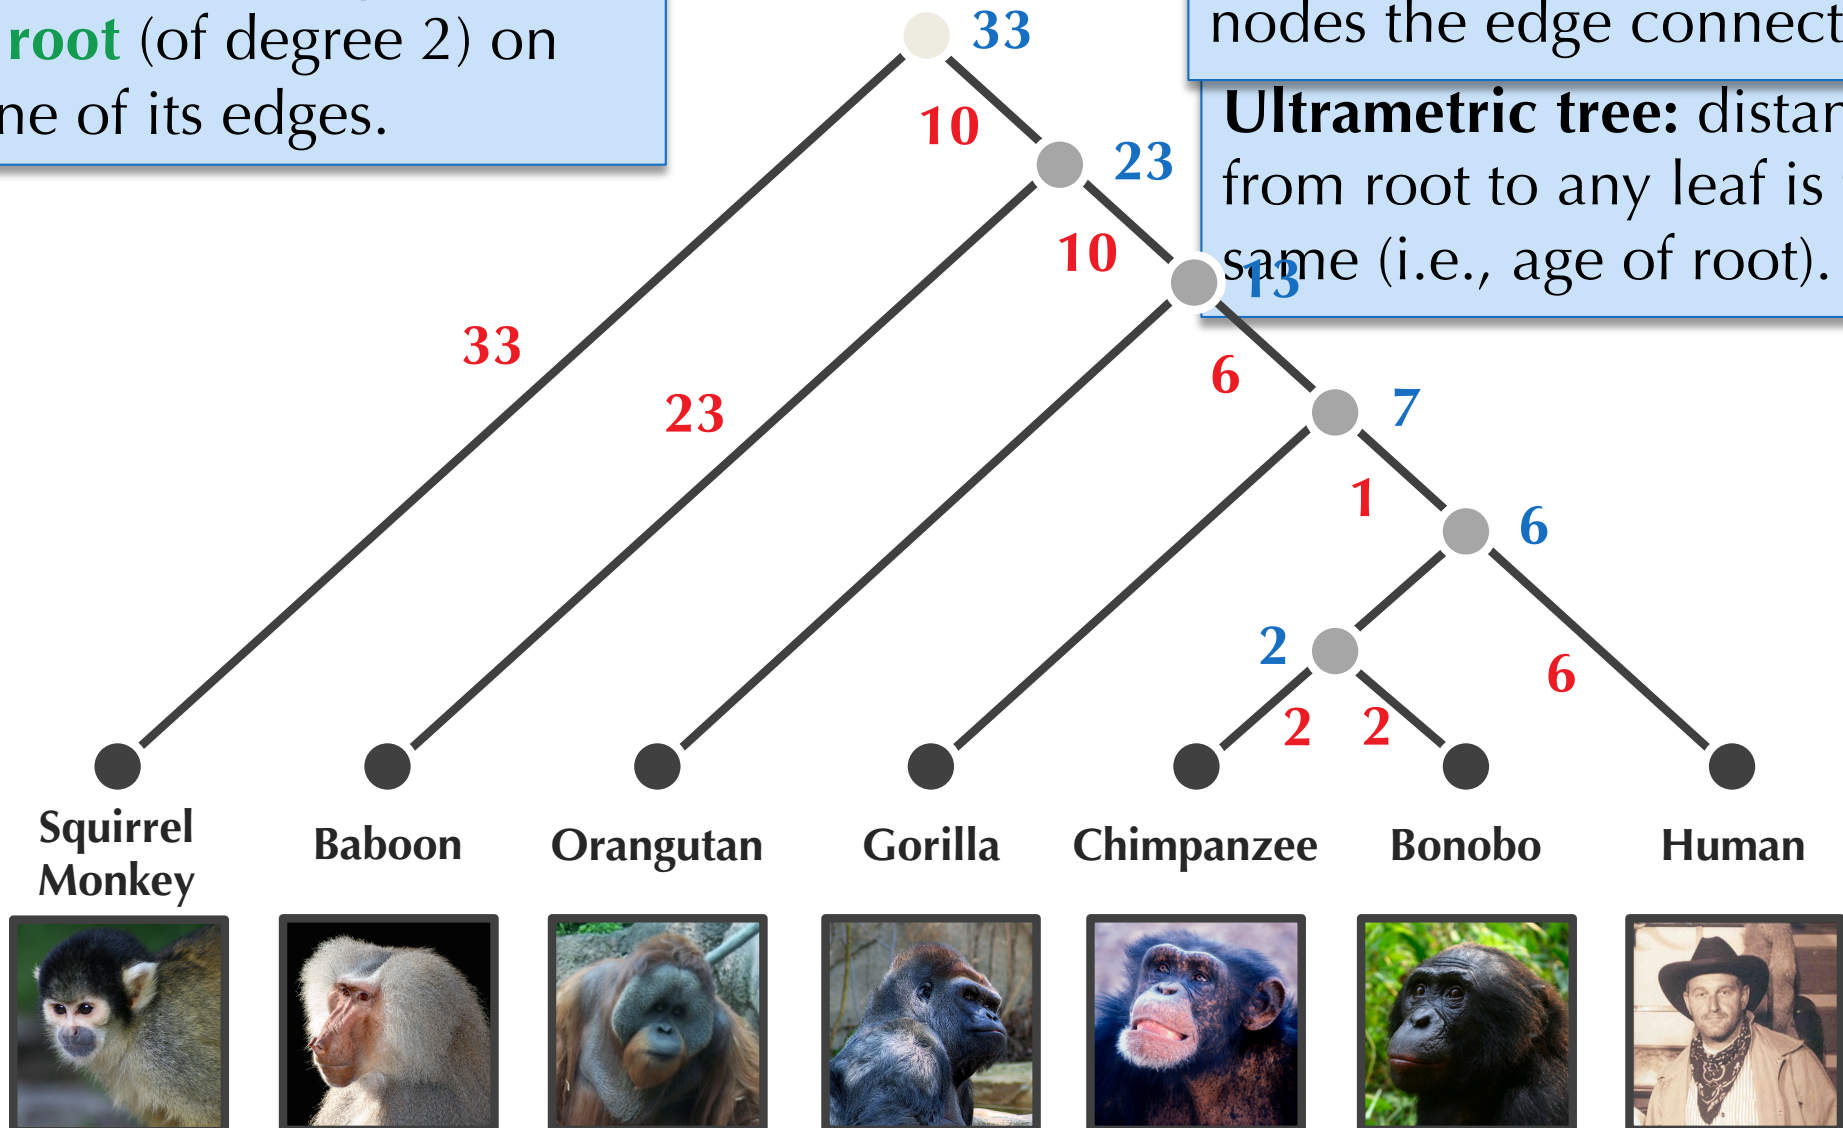 root (of degree 2) on
ne of its edges.
nodes the edge connect
Ultrametric tree: distan
from root to any leaf is
same (i.e., age of root).
33
10
23
10
13
33
6
7
23
1
6
2
6
2
2
Squirrel
Monkey
Baboon
Orangutan
Gorilla
Chimpanzee
Bonobo
Human